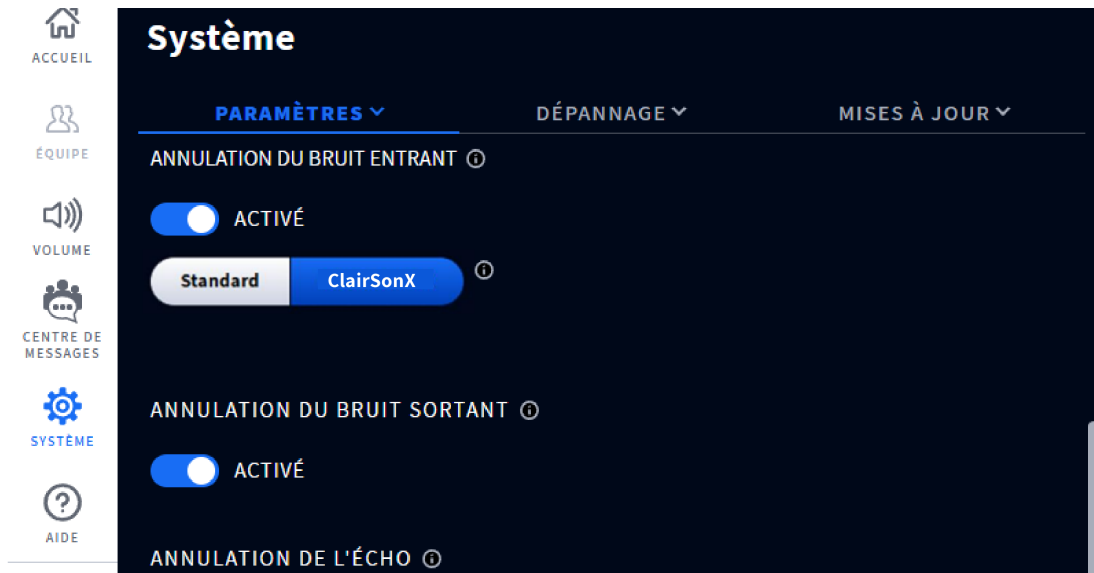 ACCUEIL
ÉQUIPE
VOLUME
CENTRE DE
MESSAGES
SYSTÈME
AIDE
Système
PARAMÈTRES
DÉPANNAGE
MISES À JOUR
ANNULATION DU BRUIT ENTRANT
ACTIVÉ
Standard
ClairSonX
ANNULATION DU BRUIT SORTANT
ACTIVÉ
ANNULATION DE L'ÉCHO